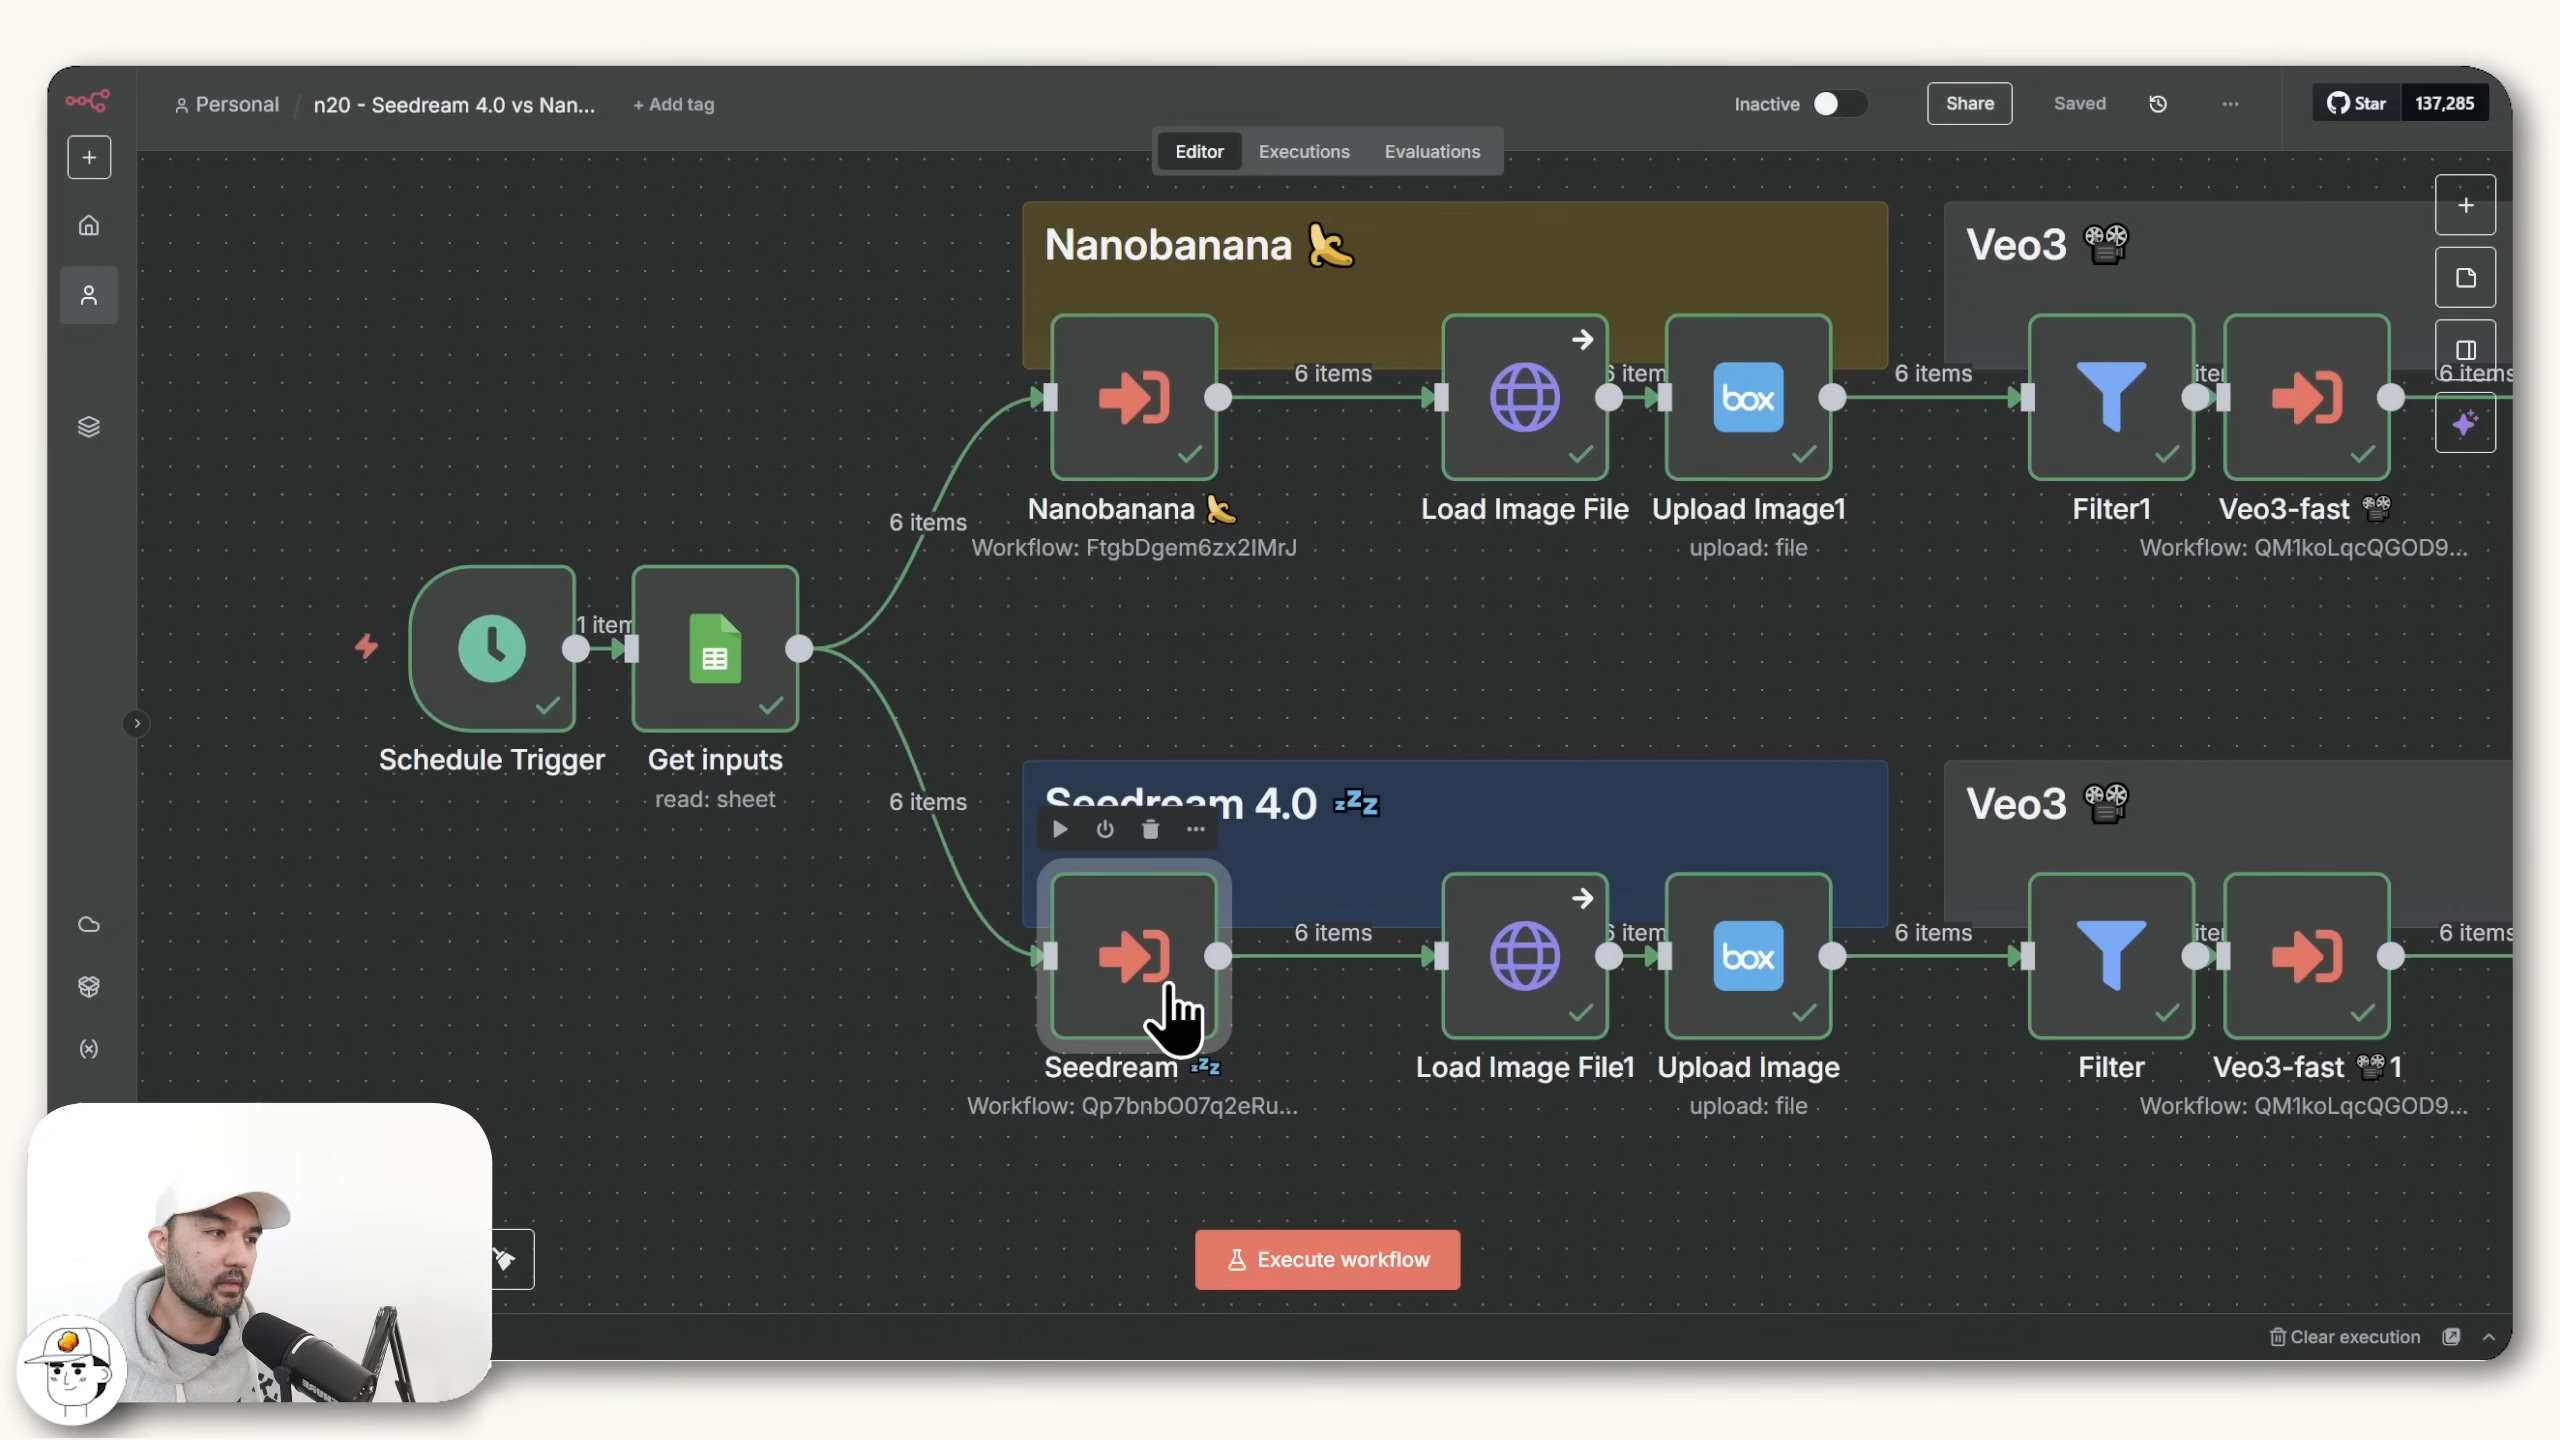 Personal / n20 - Seedream 4.0 vs Nan... + Add tag
Inactive Share Saved ... Star 137,285
Editor Executions Evaluations
Nanobanana 🍌
Veo3 📽
6 items
6 items
6 items
Nanobanana 🍌
Workflow: FtgbDgem6zx2IMrJ
Load Image File
box
Upload Image1
upload: file
Filter1
Veo3-fast 📽
Workflow: QM1koLqcQGOD9...
6 items
1 item
Schedule Trigger
Get inputs
read: sheet
6 items
Seedream 4.0 💤
Veo3 📽
6 items
6 items
6 items
Seedream 💤
Workflow: Qp7bnbO07q2eRu...
Load Image File1
box
Upload Image
upload: file
Filter
Veo3-fast 📽1
Workflow: QM1koLqcQGOD9...
Execute workflow
Clear execution